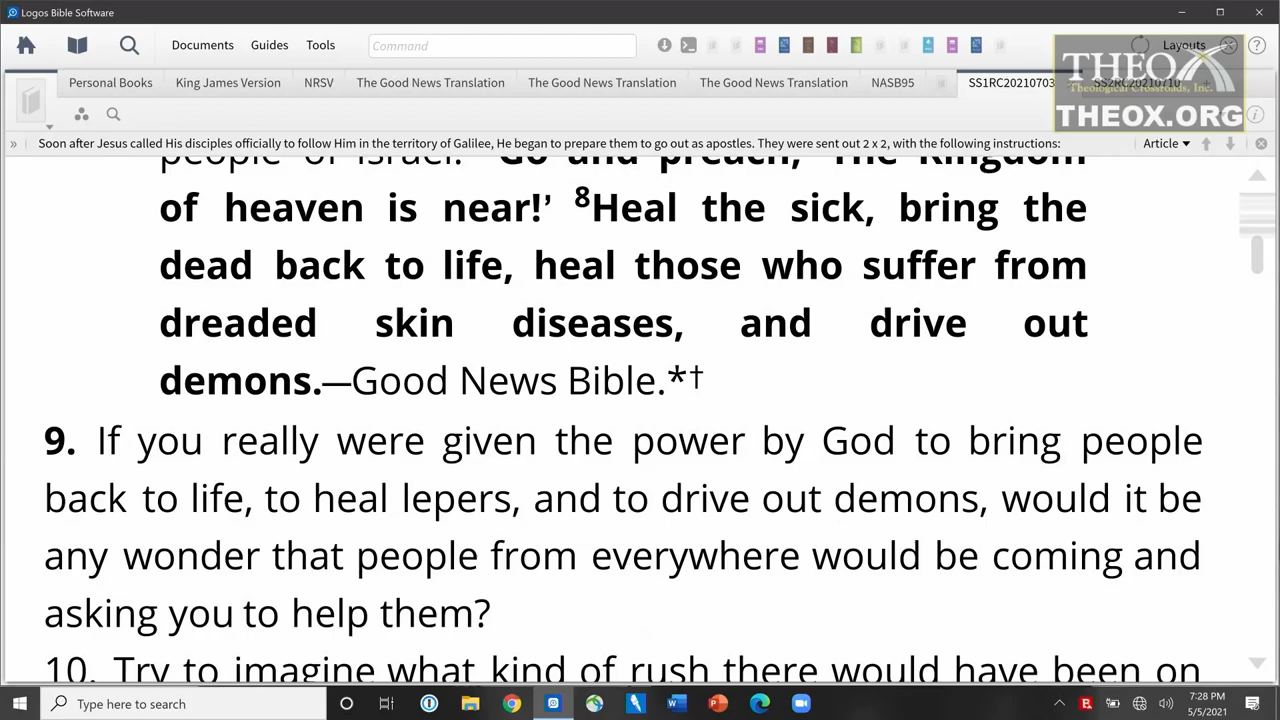 Logos Bible Software
Documents Guides Tools Command Layouts
THEOX
Theological Crossroads, Inc.
THEOX.ORG
Personal Books King James Version NRSV The Good News Translation The Good News Translation The Good News Translation NASB95 SS1RC20210703
» Soon after Jesus called His disciples officially to follow Him in the territory of Galilee, He began to prepare them to go out as apostles. They were sent out 2 x 2, with the following instructions: Article
people of Israel. Go and preach, ‘The Kingdom
of heaven is near!’ 8Heal the sick, bring the
dead back to life, heal those who suffer from
dreaded skin diseases, and drive out
demons.—Good News Bible.*†
9. If you really were given the power by God to bring people
back to life, to heal lepers, and to drive out demons, would it be
any wonder that people from everywhere would be coming and
asking you to help them?
10. Try to imagine what kind of rush there would have been on
Type here to search
7:28 PM
5/5/2021